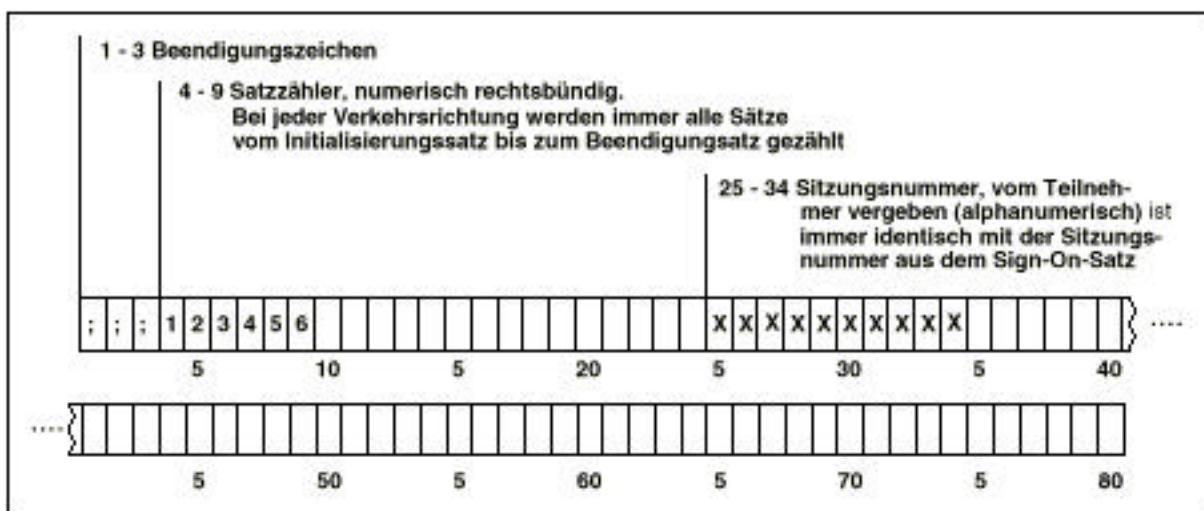 1 - 3 Beendigungszeichen
4 - 9 Satzzähler, numerisch rechtsbündig.
Bei jeder Verkehrsrichtung werden immer alle Sätze
vom Initialisierungssatz bis zum Beendigungsatz gezählt
25 - 34 Sitzungsnummer, vom Teilneh-
mer vergeben (alphanumerisch) ist
immer identisch mit der Sitzungs-
nummer aus dem Sign-On-Satz
; ; ; 1 2 3 4 5 6 X X X X X X X X X X ....
5 10 5 20 5 30 5 40
....
5 50 5 60 5 70 5 80